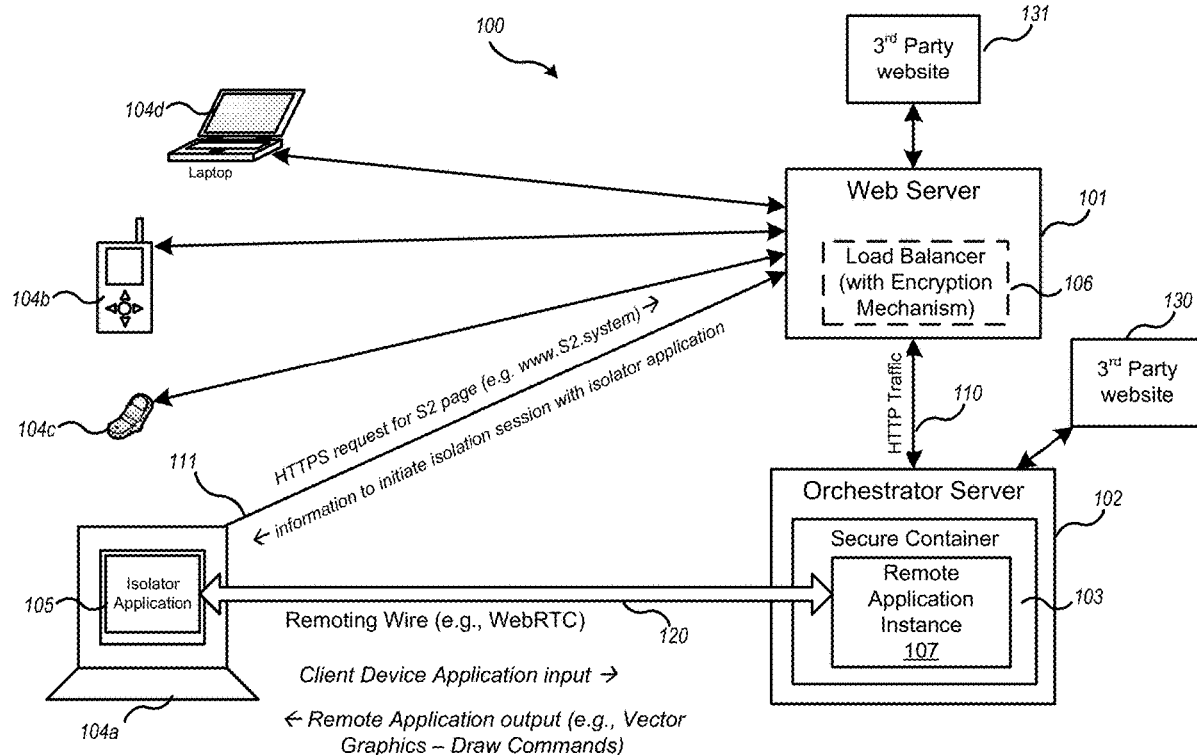 100
131
3rd Party
website
104d
Laptop
Web Server
101
Load Balancer
(with Encryption
Mechanism)
106
104b
130
3rd Party
website
HTTPS request for S2 page (e.g. www.S2.system) →
← information to initiate isolation session with isolator application
HTTP Traffic
110
104c
111
Orchestrator Server
102
Secure Container
Remote
Application
Instance
107
103
Isolator
Application
105
Remoting Wire (e.g., WebRTC)
120
Client Device Application input →
104a
← Remote Application output (e.g., Vector
Graphics – Draw Commands)